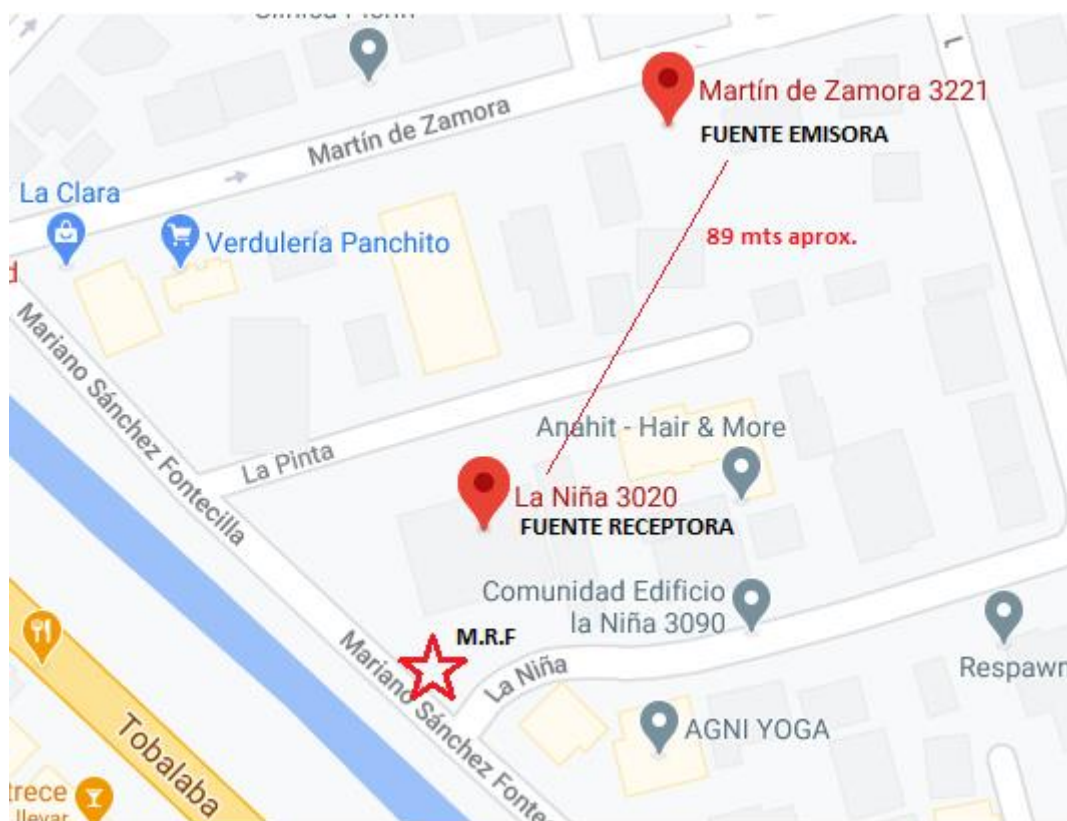 Martín de Zamora 3221
FUENTE EMISORA
Martín de Zamora
La Clara
Verdulería Panchito
89 mts aprox.
d
L
Mariano Sánchez Fontecilla
La Pinta
Anahit - Hair & More
La Niña 3020
FUENTE RECEPTORA
Comunidad Edificio
la Niña 3090
M.R.F
La Niña
Respawn
Mariano Sánchez Fonte
AGNI YOGA
Tobalaba
trece
llevar